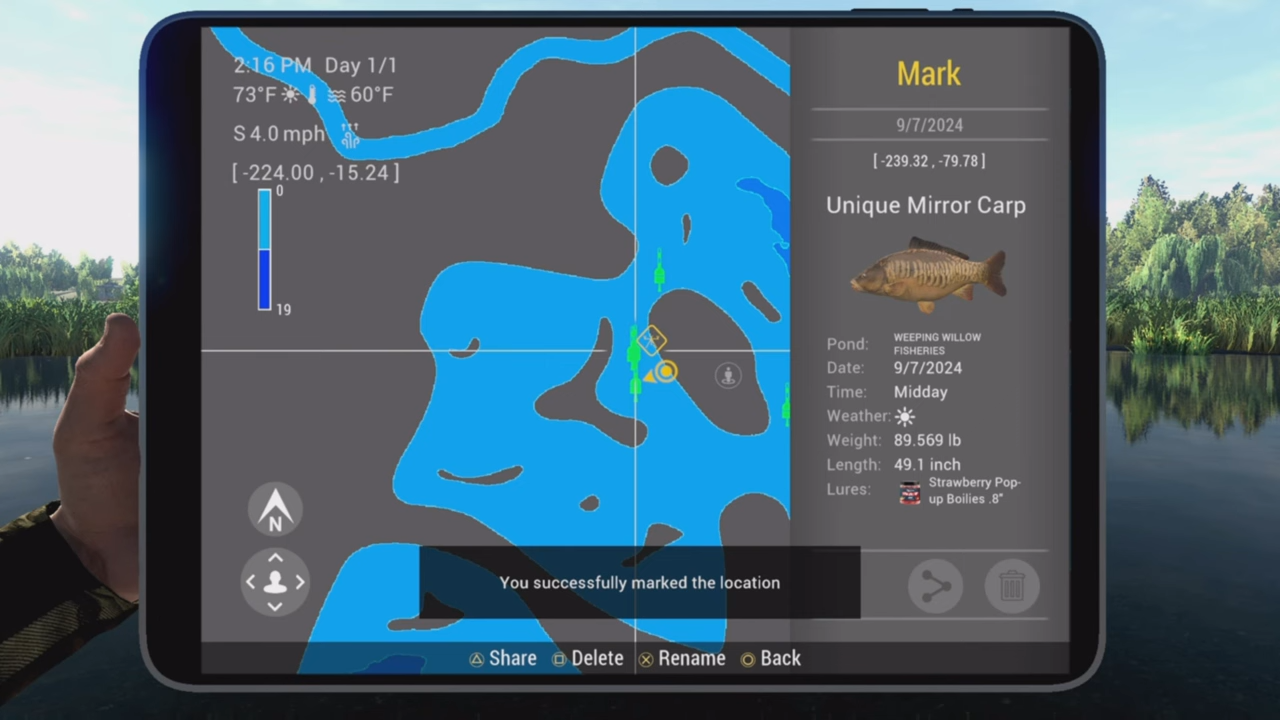 2:16 PM Day 1/1
73°F 60°F
S 4.0 mph
[ -224.00 , -15.24 ]
0
19
N
Mark
9/7/2024
[ -239.32 , -79.78 ]
Unique Mirror Carp
Pond: WEEPING WILLOW
FISHERIES
Date: 9/7/2024
Time: Midday
Weather:
Weight: 89.569 lb
Length: 49.1 inch
Lures: Strawberry Pop-
up Boilies .8"
You successfully marked the location
Share Delete Rename Back